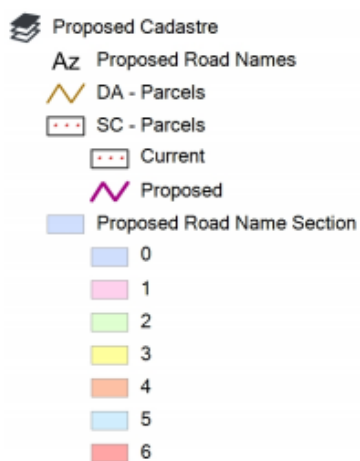 Proposed Cadastre
Az Proposed Road Names
DA - Parcels
SC - Parcels
Current
Proposed
Proposed Road Name Section
0
1
2
3
4
5
6